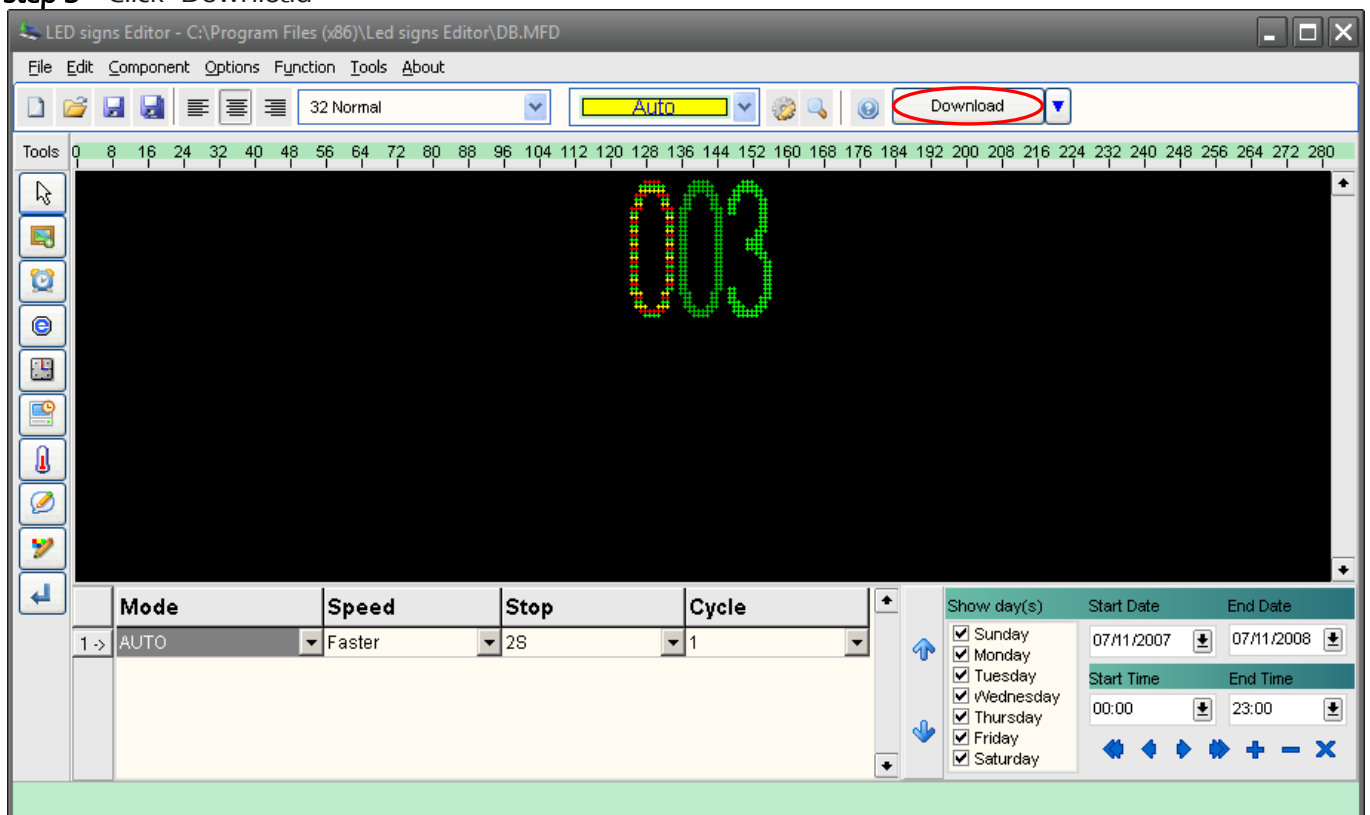 LED signs Editor - C:\Program Files (x86)\Led signs Editor\DB.MFD
File Edit Component Options Function Tools About
32 Normal Auto Download
Tools 0 8 16 24 32 40 48 56 64 72 80 88 96 104 112 120 128 136 144 152 160 168 176 184 192 200 208 216 224 232 240 248 256 264 272 280
003
Mode Speed Stop Cycle
1-> AUTO Faster 2S 1
Show day(s) Start Date End Date
Sunday 07/11/2007 07/11/2008
Monday
Tuesday Start Time End Time
Wednesday
Thursday 00:00 23:00
Friday
Saturday